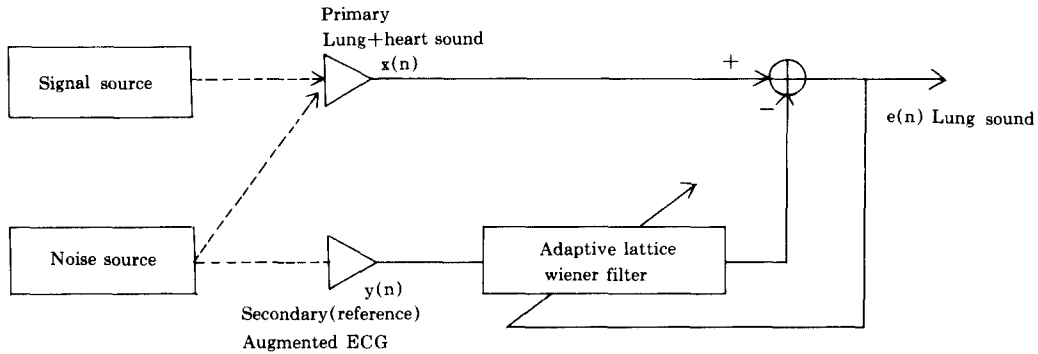 Primary
Lung+heart sound
x(n)
Signal source
+
−
e(n) Lung sound
Noise source
Adaptive lattice
wiener filter
y(n)
Secondary(reference)
Augmented ECG